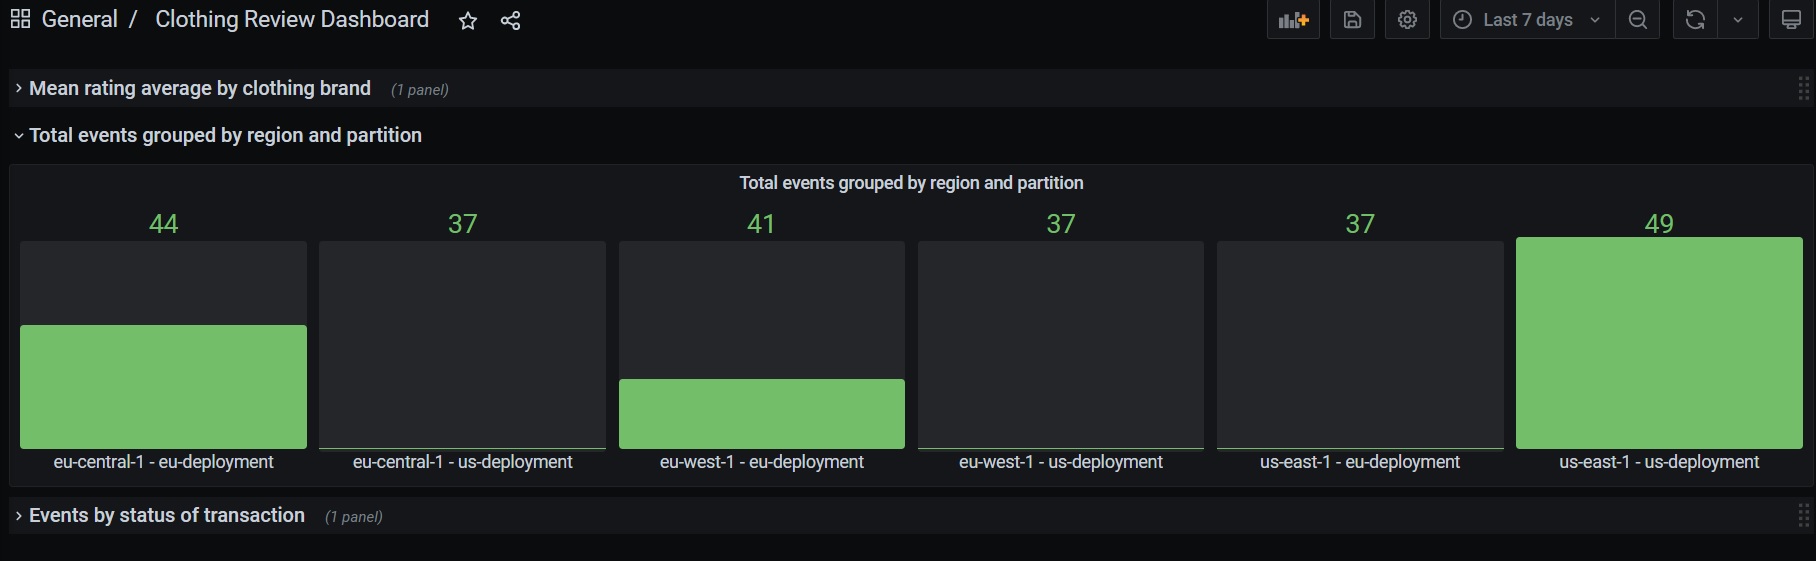 General / Clothing Review Dashboard
Last 7 days
Mean rating average by clothing brand (1 panel)
Total events grouped by region and partition
Total events grouped by region and partition
44 37 41 37 37 49
eu-central-1 - eu-deployment eu-central-1 - us-deployment eu-west-1 - eu-deployment eu-west-1 - us-deployment us-east-1 - eu-deployment us-east-1 - us-deployment
Events by status of transaction (1 panel)